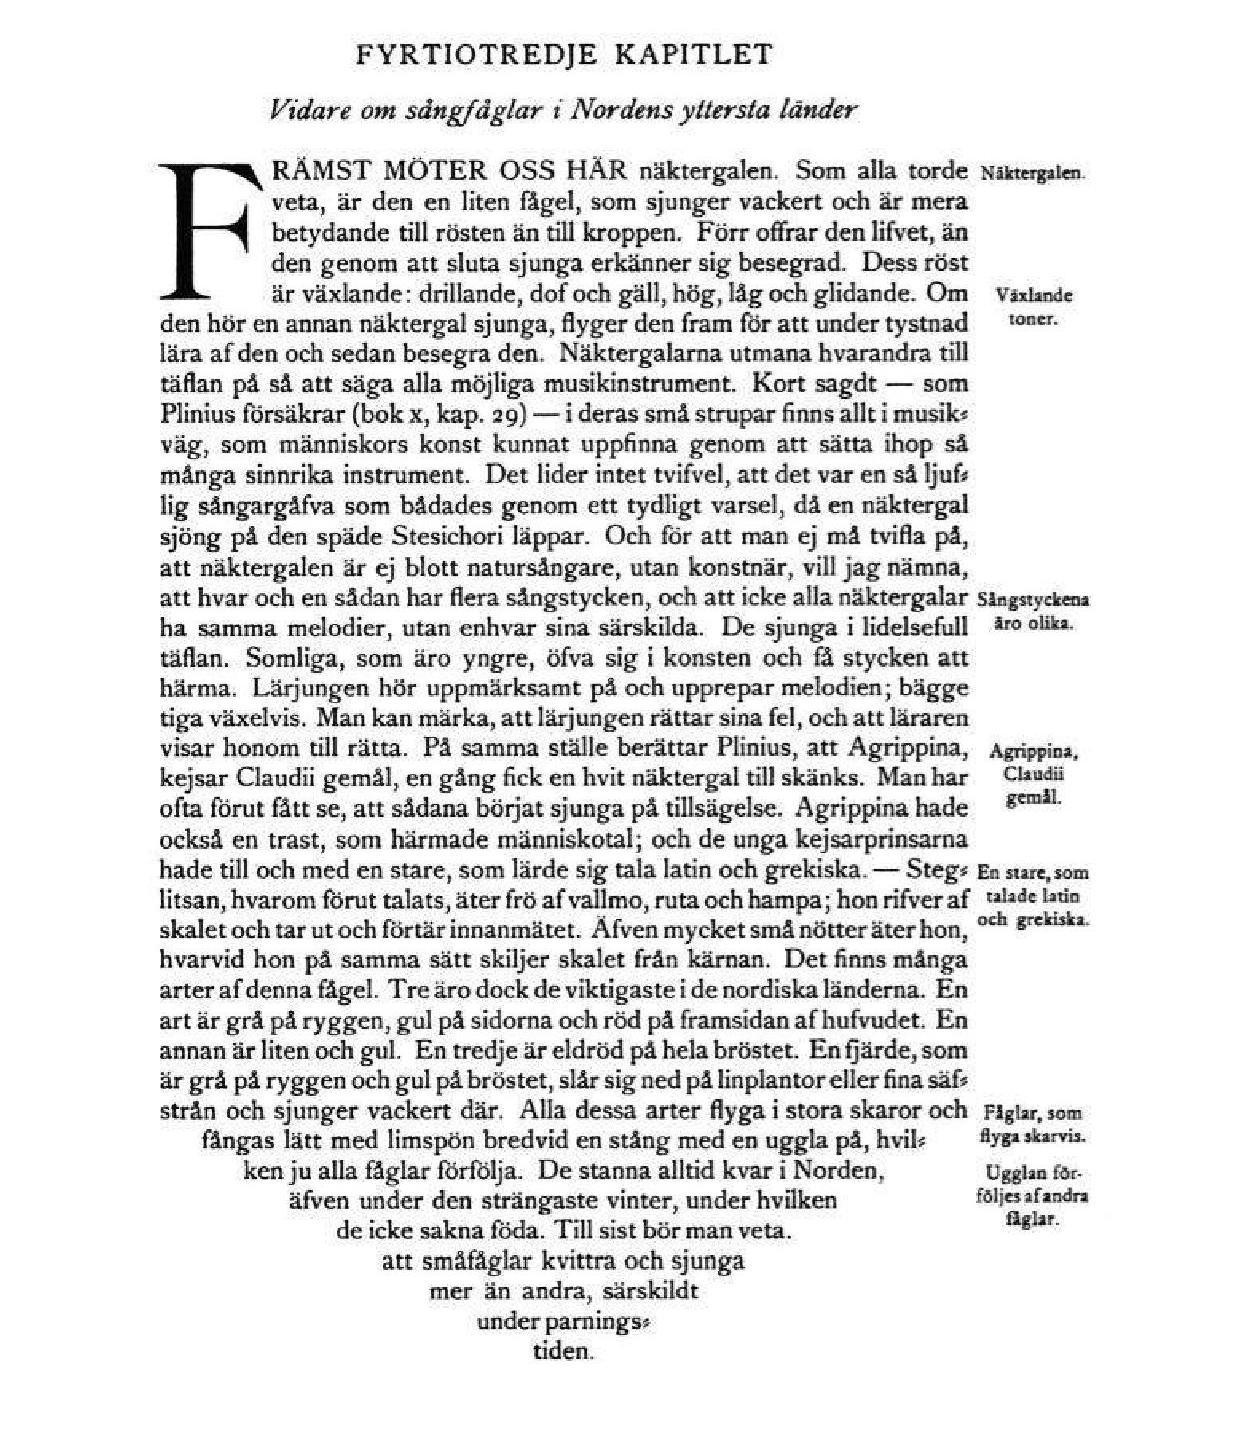 FYRTIOTREDJE KAPITLET
Vidare om sångfåglar i Nordens yttersta länder
FRÄMST MÖTER OSS HÄR näktergalen. Som alla torde
veta, är den en liten fågel, som sjunger vackert och är mera
betydande till rösten än till kroppen. Förr offrar den lifvet, än
den genom att sluta sjunga erkänner sig besegrad. Dess röst
är växlande: drillande, dof och gäll, hög, låg och glidande. Om
den hör en annan näktergal sjunga, flyger den fram för att under tystnad
lära af den och sedan besegra den. Näktergalarna utmana hvarandra till
täflan på så att säga alla möjliga musikinstrument. Kort sagdt — som
Plinius försäkrar (bok x, kap. 29) — i deras små strupar finns allt i musik-
väg, som människors konst kunnat uppfinna genom att sätta ihop så
många sinnrika instrument. Det lider intet tvifvel, att det var en så ljuf-
lig sångargåfva som bådades genom ett tydligt varsel, då en näktergal
sjöng på den späde Stesichori läppar. Och för att man ej må tvifla på,
att näktergalen är ej blott natursångare, utan konstnär, vill jag nämna,
att hvar och en sådan har flera sångstycken, och att icke alla näktergalar
ha samma melodier, utan enhvar sina särskilda. De sjunga i lidelsefull
täflan. Somliga, som äro yngre, öfva sig i konsten och få stycken att
härma. Lärjungen hör uppmärksamt på och upprepar melodien; bägge
tiga växelvis. Man kan märka, att lärjungen rättar sina fel, och att läraren
visar honom till rätta. På samma ställe berättar Plinius, att Agrippina,
kejsar Claudii gemål, en gång fick en hvit näktergal till skänks. Man har
ofta förut fått se, att sådana börjat sjunga på tillsägelse. Agrippina hade
också en trast, som härmade människotal; och de unga kejsarprinsarna
hade till och med en stare, som lärde sig tala latin och grekiska. — Steg-
litsan, hvarom förut talats, äter frö af vallmo, ruta och hampa; hon rifver af
skalet och tar ut och förtär innanmätet. Äfven mycket små nötter äter hon,
hvarvid hon på samma sätt skiljer skalet från kärnan. Det finns många
arter af denna fågel. Tre äro dock de viktigaste i de nordiska länderna. En
art är grå på ryggen, gul på sidorna och röd på framsidan af hufvudet. En
annan är liten och gul. En tredje är eldröd på hela bröstet. En fjärde, som
är grå på ryggen och gul på bröstet, slår sig ned på linplantor eller fina säf-
strån och sjunger vackert där. Alla dessa arter flyga i stora skaror och
fångas lätt med limspön bredvid en stång med en uggla på, hvil-
ken ju alla fåglar förfölja. De stanna alltid kvar i Norden,
äfven under den strängaste vinter, under hvilken
de icke sakna föda. Till sist bör man veta.
att småfåglar kvittra och sjunga
mer än andra, särskildt
under parnings-
tiden.
Näktergalen.
Växlande
toner.
Sångstyckena
äro olika.
Agrippina,
Claudii
gemål.
En stare, som
talade latin
och grekiska.
Fåglar, som
flyga skarvis.
Ugglan för-
följes af andra
fåglar.